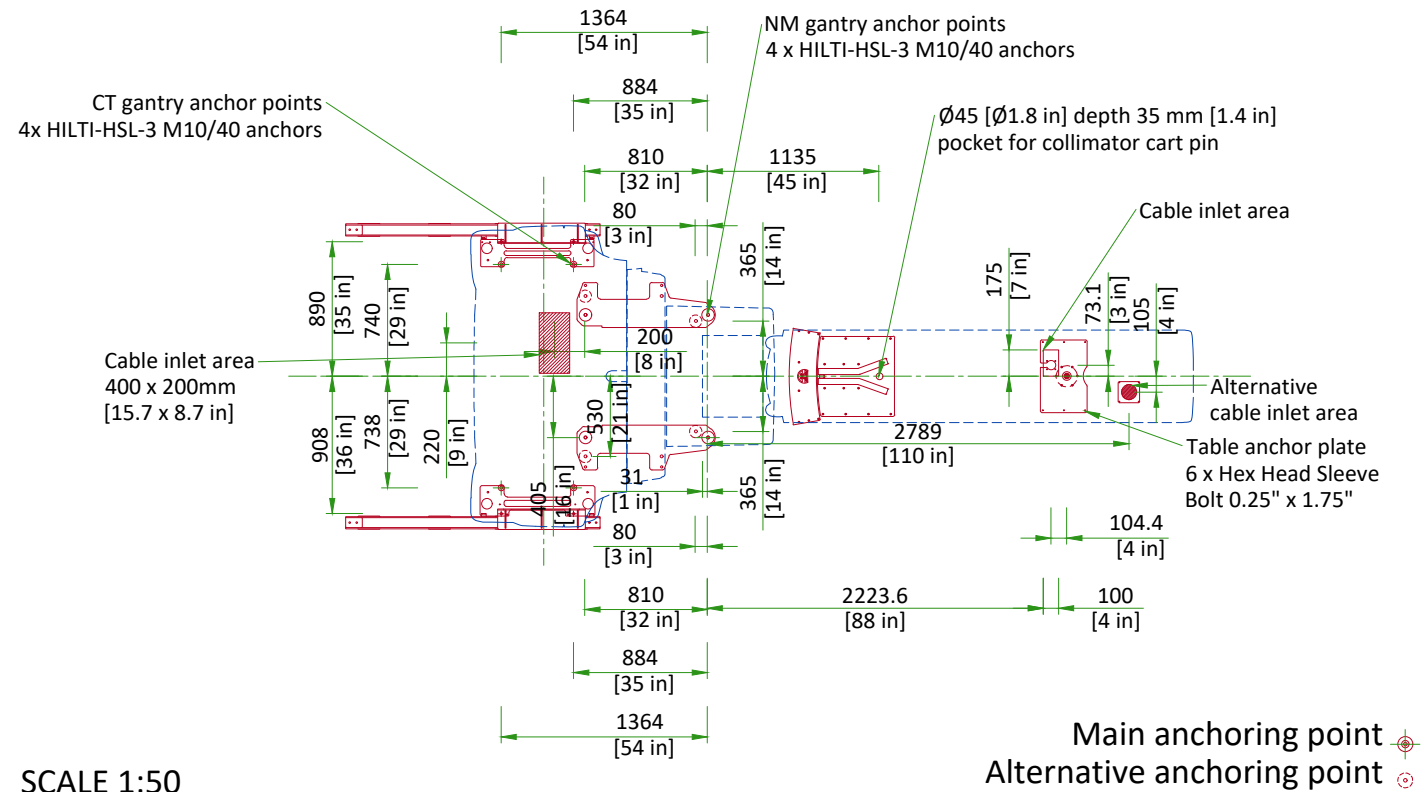 1364
[54 in]
NM gantry anchor points
4 x HILTI-HSL-3 M10/40 anchors
884
[35 in]
CT gantry anchor points
4x HILTI-HSL-3 M10/40 anchors
Ø45 [Ø1.8 in] depth 35 mm [1.4 in]
pocket for collimator cart pin
810
[32 in]
1135
[45 in]
80
[3 in]
Cable inlet area
365
[14 in]
175
[7 in]
73.1
[3 in]
105
[4 in]
890
[35 in]
740
[29 in]
200
[8 in]
Cable inlet area
400 x 200mm
[15.7 x 8.7 in]
Alternative
cable inlet area
908
[36 in]
738
[29 in]
220
[9 in]
530
[21 in]
2789
[110 in]
Table anchor plate
6 x Hex Head Sleeve
Bolt 0.25" x 1.75"
405
[16 in]
31
[1 in]
365
[14 in]
80
[3 in]
104.4
[4 in]
810
[32 in]
2223.6
[88 in]
100
[4 in]
884
[35 in]
1364
[54 in]
Main anchoring point
Alternative anchoring point
SCALE 1:50